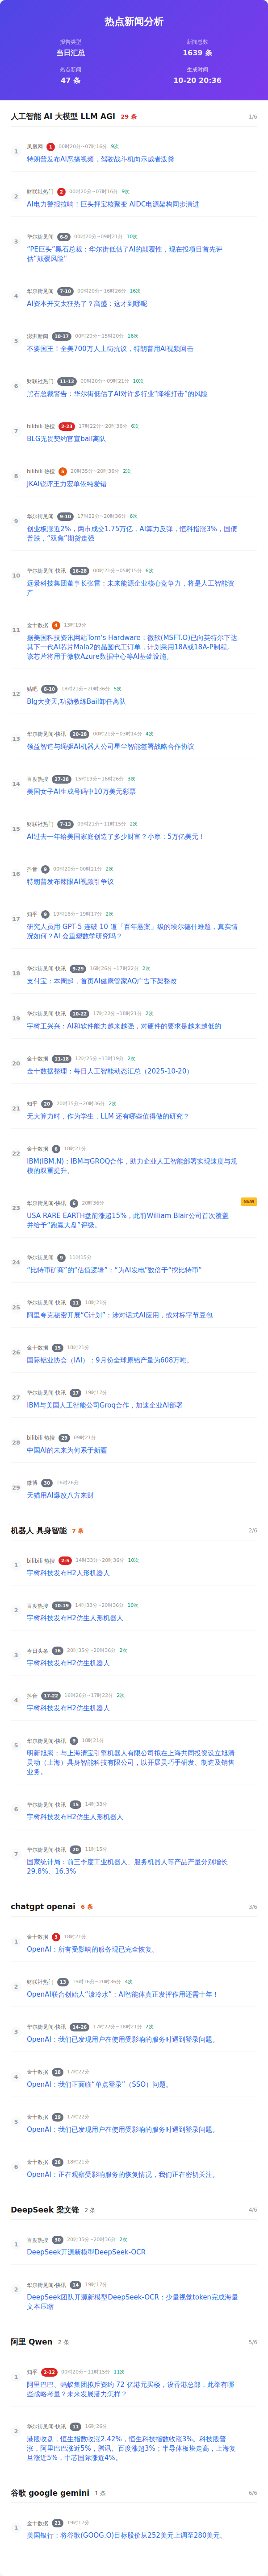 热点新闻分析
报告类型
当日汇总
新闻总数
1639 条
热点新闻
47 条
生成时间
10-20 20:36
人工智能 AI 大模型 LLM AGI 29 条 1/6
1
凤凰网 1 00时20分~07时16分 9次
特朗普发布AI恶搞视频，驾驶战斗机向示威者泼粪
2
财联社热门 2 00时20分~07时16分 9次
AI电力警报拉响！巨头押宝核聚变 AIDC电源架构同步演进
3
华尔街见闻 6-9 00时20分~09时21分 10次
“PE巨头”黑石总裁：华尔街低估了AI的颠覆性，现在投项目首先评
估“颠覆风险”
4
华尔街见闻 7-10 00时20分~16时26分 16次
AI资本开支太狂热了？高盛：这才到哪呢
5
澎湃新闻 10-17 00时20分~15时20分 16次
不要国王！全美700万人上街抗议，特朗普用AI视频回击
6
财联社热门 11-12 00时20分~09时21分 10次
黑石总裁警告：华尔街低估了AI对许多行业“降维打击”的风险
7
bilibili 热搜 2-23 17时22分~20时36分 6次
BLG无畏契约官宣bail离队
8
bilibili 热搜 5 20时35分~20时36分 2次
JKAI锐评王力宏单依纯爱错
9
华尔街见闻 9-10 17时22分~20时36分 6次
创业板涨近2%，两市成交1.75万亿，AI算力反弹，恒科指涨3%，国债
普跌，“双焦”期货走强
10
华尔街见闻-快讯 16-28 00时21分~05时15分 6次
远景科技集团董事长张雷：未来能源企业核心竞争力，将是人工智能资
产
11
金十数据 4 13时19分
据美国科技资讯网站Tom's Hardware：微软(MSFT.O)已向英特尔下达
其下一代AI芯片Maia2的晶圆代工订单，计划采用18A或18A-P制程。
该芯片将用于微软Azure数据中心等AI基础设施。
12
贴吧 8-10 18时21分~20时36分 5次
Blg大变天,功勋教练Bail卸任离队
13
华尔街见闻-快讯 20-28 00时21分~03时14分 4次
领益智造与绳驱AI机器人公司星尘智能签署战略合作协议
14
百度热搜 27-28 15时19分~16时26分 3次
美国女子AI生成号码中10万美元彩票
15
财联社热门 7-13 09时21分~11时15分 2次
AI过去一年给美国家庭创造了多少财富？小摩：5万亿美元！
16
抖音 8 00时20分~00时21分 2次
特朗普发布辣眼AI视频引争议
17
知乎 9 19时16分~19时17分 2次
研究人员用 GPT-5 连破 10 道「百年悬案」级的埃尔德什难题，真实情
况如何？AI 会重塑数学研究吗？
18
华尔街见闻-快讯 9-29 16时26分~17时22分 2次
支付宝：本周起，首页AI健康管家AQ广告下架整改
19
华尔街见闻-快讯 10-22 17时22分~18时21分 2次
宇树王兴兴：AI和软件能力越来越强，对硬件的要求是越来越低的
20
金十数据 11-18 12时25分~13时19分 2次
金十数据整理：每日人工智能动态汇总（2025-10-20）
21
知乎 20 20时35分~20时36分 2次
无大算力时，作为学生，LLM 还有哪些值得做的研究？
22
金十数据 6 18时21分
IBM(IBM.N)：IBM与GROQ合作，助力企业人工智能部署实现速度与规
模的双重提升。
23
华尔街见闻-快讯 6 20时36分 NEW
USA RARE EARTH盘前涨超15%，此前William Blair公司首次覆盖
并给予“跑赢大盘”评级。
24
华尔街见闻 9 11时15分
“比特币矿商”的“估值逻辑”：“为AI发电”数倍于“挖比特币”
25
华尔街见闻-快讯 11 18时21分
阿里夸克秘密开展“C计划”：涉对话式AI应用，或对标字节豆包
26
金十数据 15 18时21分
国际铝业协会（IAI）：9月份全球原铝产量为608万吨。
27
华尔街见闻-快讯 17 19时17分
IBM与美国人工智能公司Groq合作，加速企业AI部署
28
bilibili 热搜 29 09时21分
中国AI的未来为何系于新疆
29
微博 30 16时26分
天猫用AI爆改八方来财
机器人 具身智能 7 条 2/6
1
bilibili 热搜 2-3 14时33分~20时36分 10次
宇树科技发布H2人形机器人
2
百度热搜 10-19 14时33分~20时36分 10次
宇树科技发布H2仿生人形机器人
3
今日头条 16 20时35分~20时36分 2次
宇树科技发布H2仿生机器人
4
抖音 17-22 16时26分~17时22分 2次
宇树科技发布H2仿生机器人
5
华尔街见闻-快讯 9 18时21分
明新旭腾：与上海清宝引擎机器人有限公司拟在上海共同投资设立旭清
灵动（上海）具身智能科技有限公司，以开展灵巧手研发、制造及销售
业务。
6
华尔街见闻-快讯 15 14时33分
宇树科技发布H2仿生人形机器人
7
华尔街见闻-快讯 20 11时15分
国家统计局：前三季度工业机器人、服务机器人等产品产量分别增长
29.8%、16.3%
chatgpt openai 6 条 3/6
1
金十数据 3 18时21分
OpenAI：所有受影响的服务现已完全恢复。
2
财联社热门 13 19时16分~20时36分 4次
OpenAI联合创始人“泼冷水”：AI智能体真正发挥作用还需十年！
3
华尔街见闻-快讯 14-26 17时22分~18时21分 2次
OpenAI：我们已发现用户在使用受影响的服务时遇到登录问题。
4
金十数据 18 17时22分
OpenAI：我们正面临“单点登录”（SSO）问题。
5
金十数据 19 17时22分
OpenAI：我们已发现用户在使用受影响的服务时遇到登录问题。
6
金十数据 28 18时21分
OpenAI：正在观察受影响服务的恢复情况，我们正在密切关注。
DeepSeek 梁文锋 2 条 4/6
1
百度热搜 30 20时35分~20时36分 2次
DeepSeek开源新模型DeepSeek-OCR
2
华尔街见闻-快讯 14 19时17分
DeepSeek团队开源新模型DeepSeek-OCR：少量视觉token完成海量
文本压缩
阿里 Qwen 2 条 5/6
1
知乎 2-12 00时20分~11时15分 11次
阿里巴巴、蚂蚁集团拟斥资约 72 亿港元买楼，设香港总部，此举有哪
些战略考量？未来发展潜力怎样？
2
华尔街见闻-快讯 11 16时26分
港股收盘，恒生指数收涨2.42%，恒生科技指数收涨3%。科技股普
涨，阿里巴巴涨近5%，腾讯、百度涨超3%；半导体板块走高，上海复
旦涨近5%，中芯国际涨近4%。
谷歌 google gemini 1 条 6/6
1
金十数据 21 19时17分
美国银行：将谷歌(GOOG.O)目标股价从252美元上调至280美元。